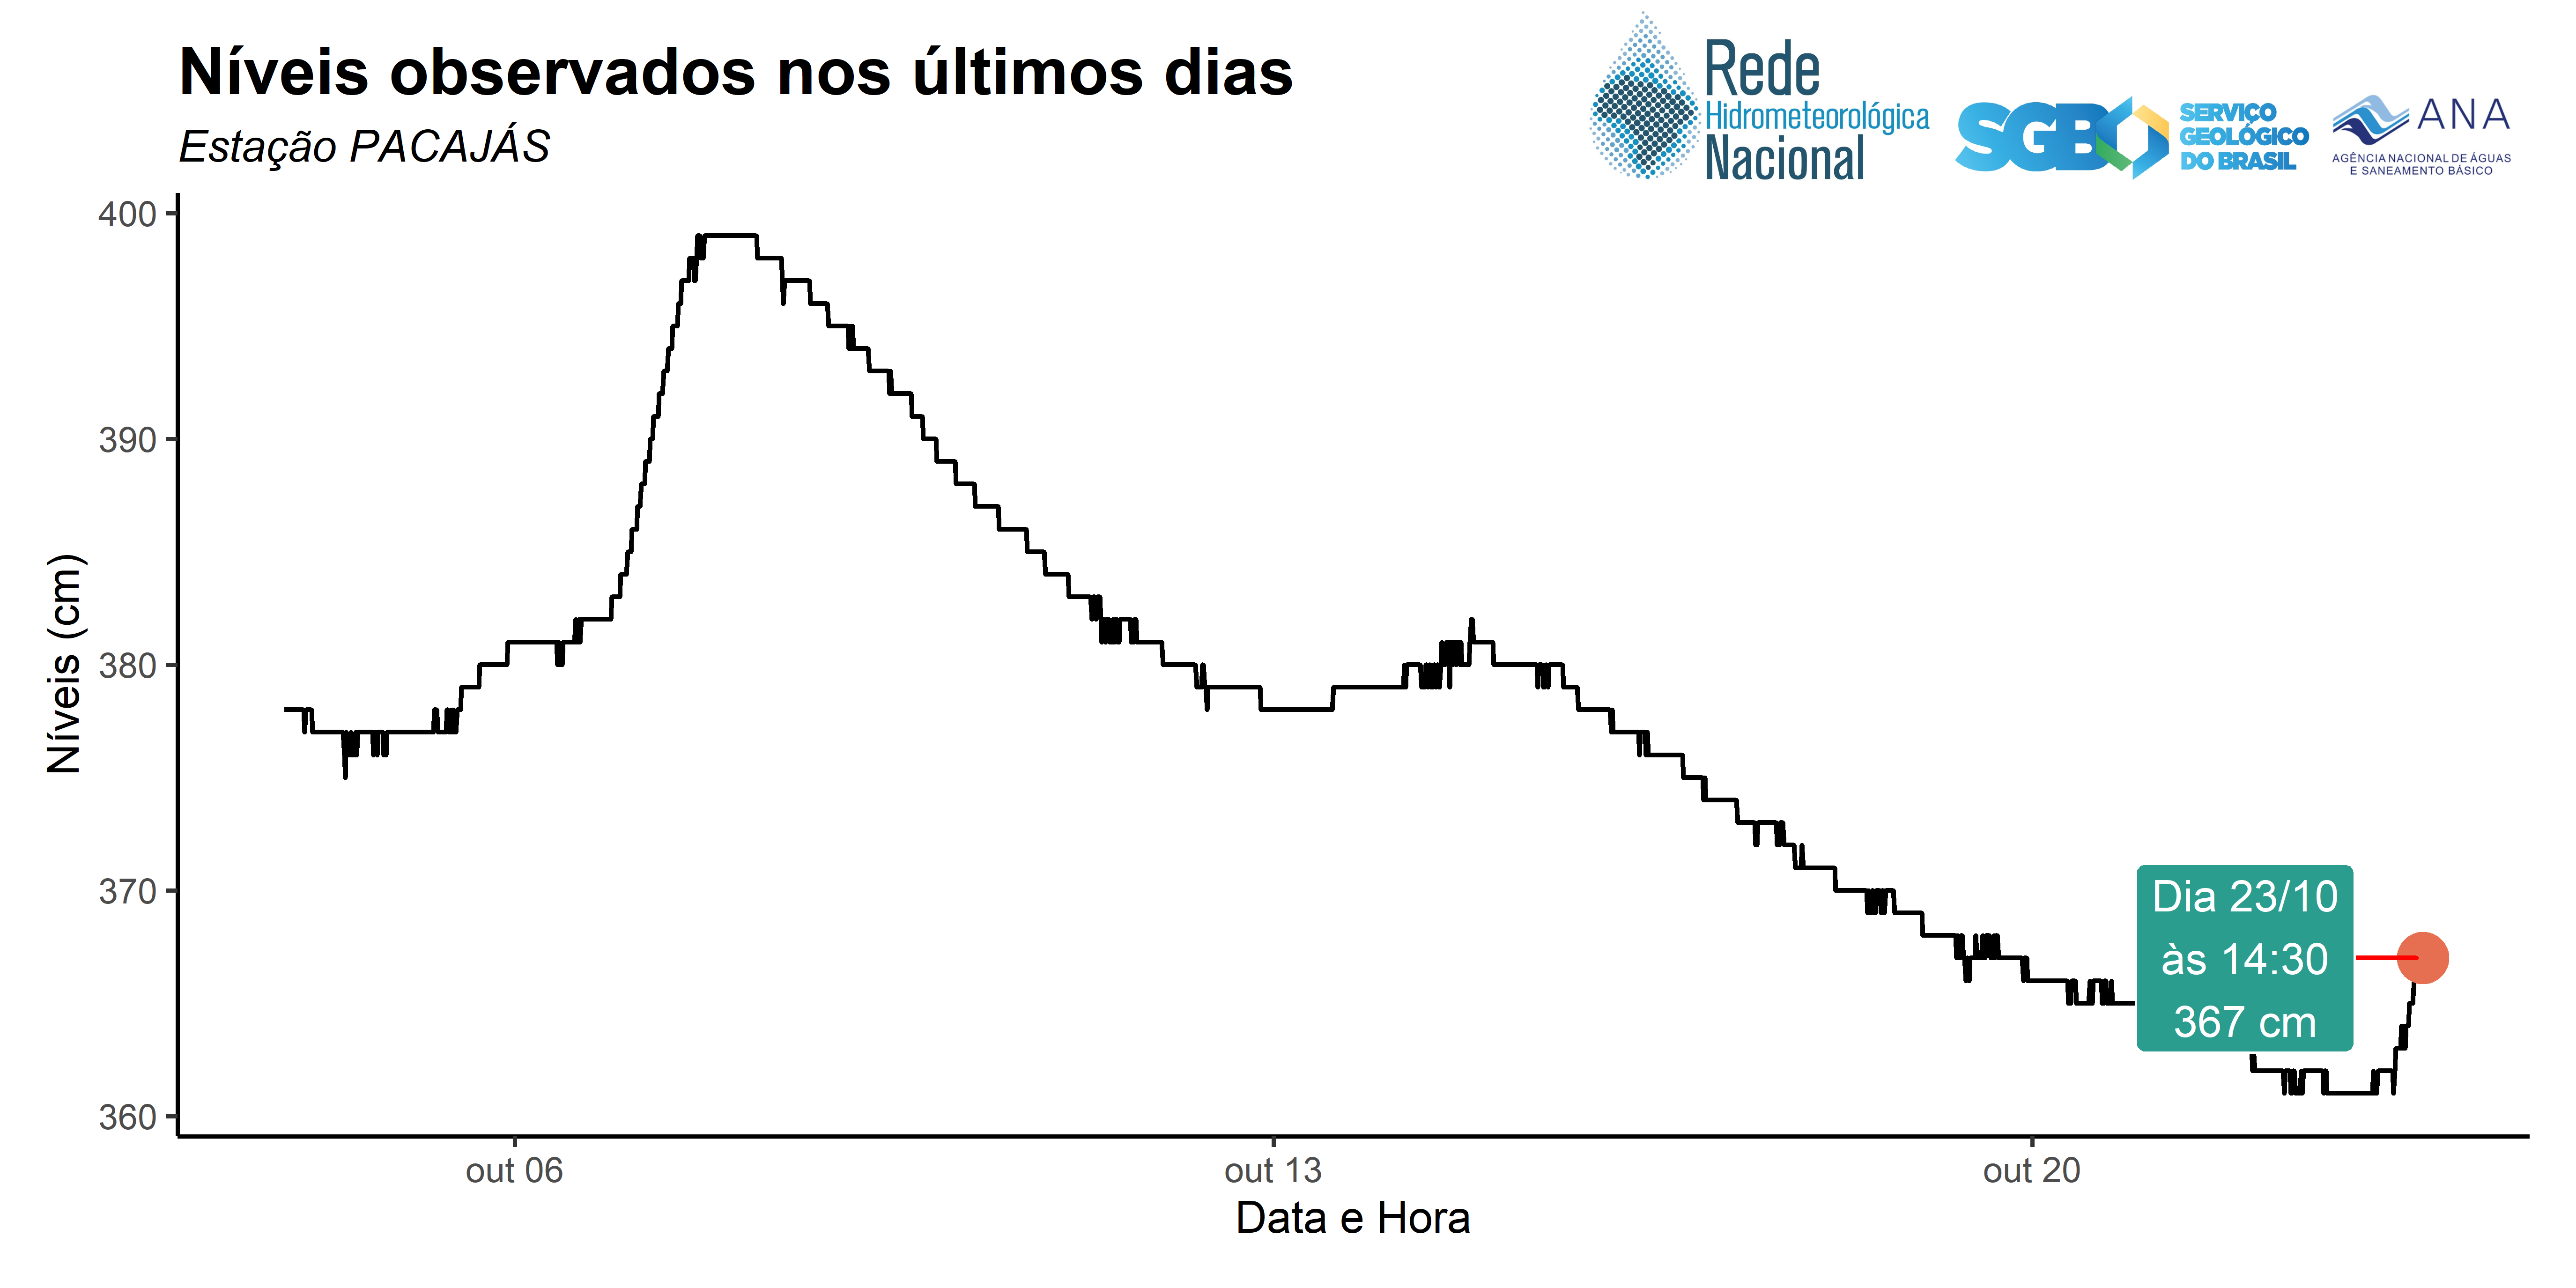 Níveis observados nos últimos dias
Estação PACAJÁS
Rede
Hidrometeorológica
Nacional
SGB
SERVIÇO
GEOLÓGICO
DO BRASIL
ANA
AGÊNCIA NACIONAL DE ÁGUAS
E SANEAMENTO BÁSICO
400
390
380
370
360
Níveis (cm)
Dia 23/10
às 14:30
367 cm
out 06
out 13
out 20
Data e Hora